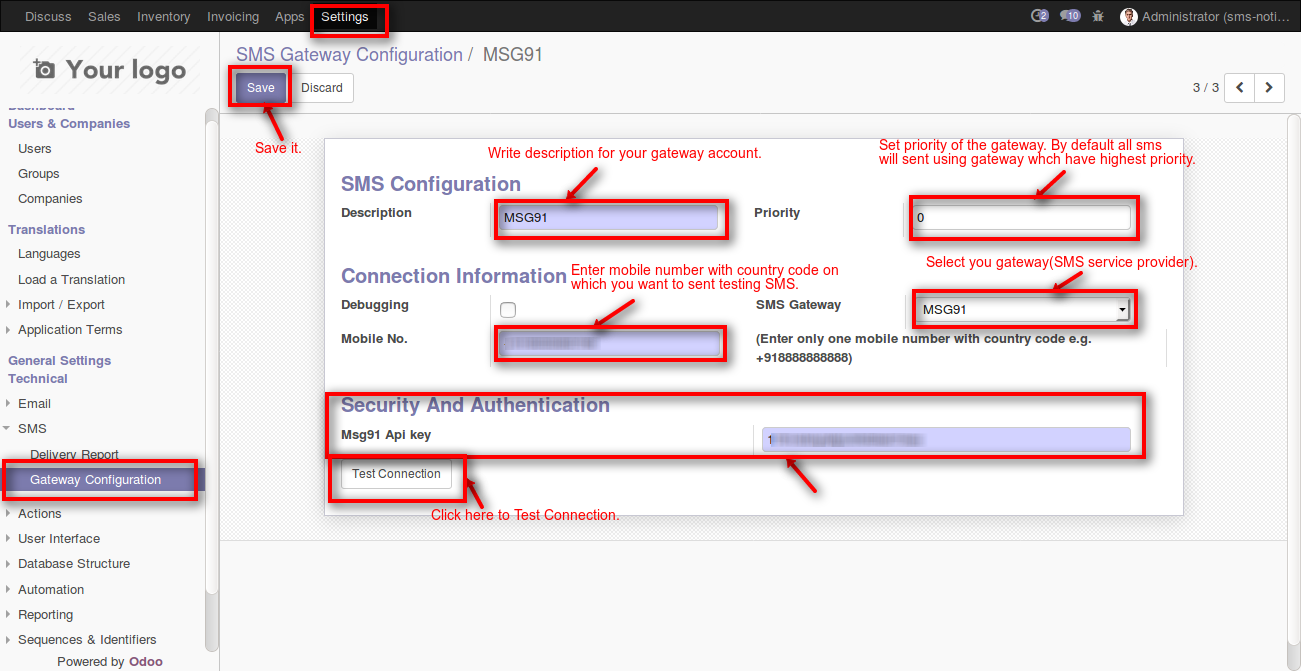 Discuss Sales Inventory Invoicing Apps Settings 2 10 Administrator (sms-noti...
Your logo
SMS Gateway Configuration / MSG91
Save Discard 3 / 3
Dashboard
Users & Companies
Users
Groups
Companies
Translations
Languages
Load a Translation
Import / Export
Application Terms
General Settings
Technical
Email
SMS
Delivery Report
Gateway Configuration
Actions
User Interface
Database Structure
Automation
Reporting
Sequences & Identifiers
Powered by Odoo
Save it.
Write description for your gateway account.
Set priority of the gateway. By default all sms
will sent using gateway whch have highest priority.
SMS Configuration
Description MSG91 Priority 0
Connection Information
Enter mobile number with country code on
which you want to sent testing SMS.
Select you gateway(SMS service provider).
Debugging SMS Gateway MSG91
Mobile No. (Enter only one mobile number with country code e.g.
+918888888888)
Security And Authentication
Msg91 Api key 1
Test Connection
Click here to Test Connection.